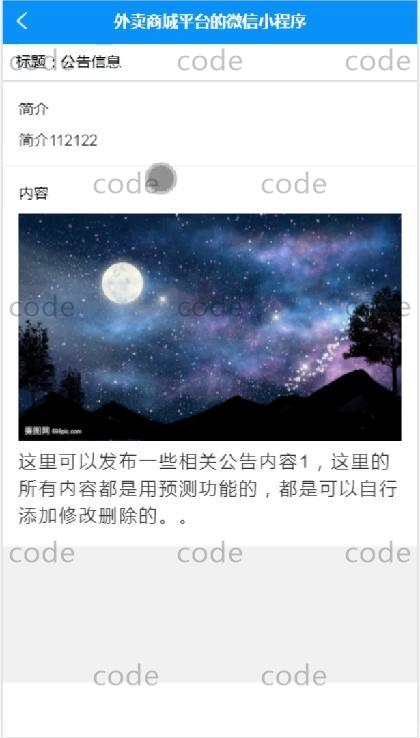 外卖商城平台的微信小程序
标题：公告信息
code code code
简介
简介112122
code code
内容
code code code
摄图网 699pic.com
这里可以发布一些相关公告内容1，这里的
所有内容都是用预测功能的，都是可以自行
添加修改删除的。。
code code code
code code